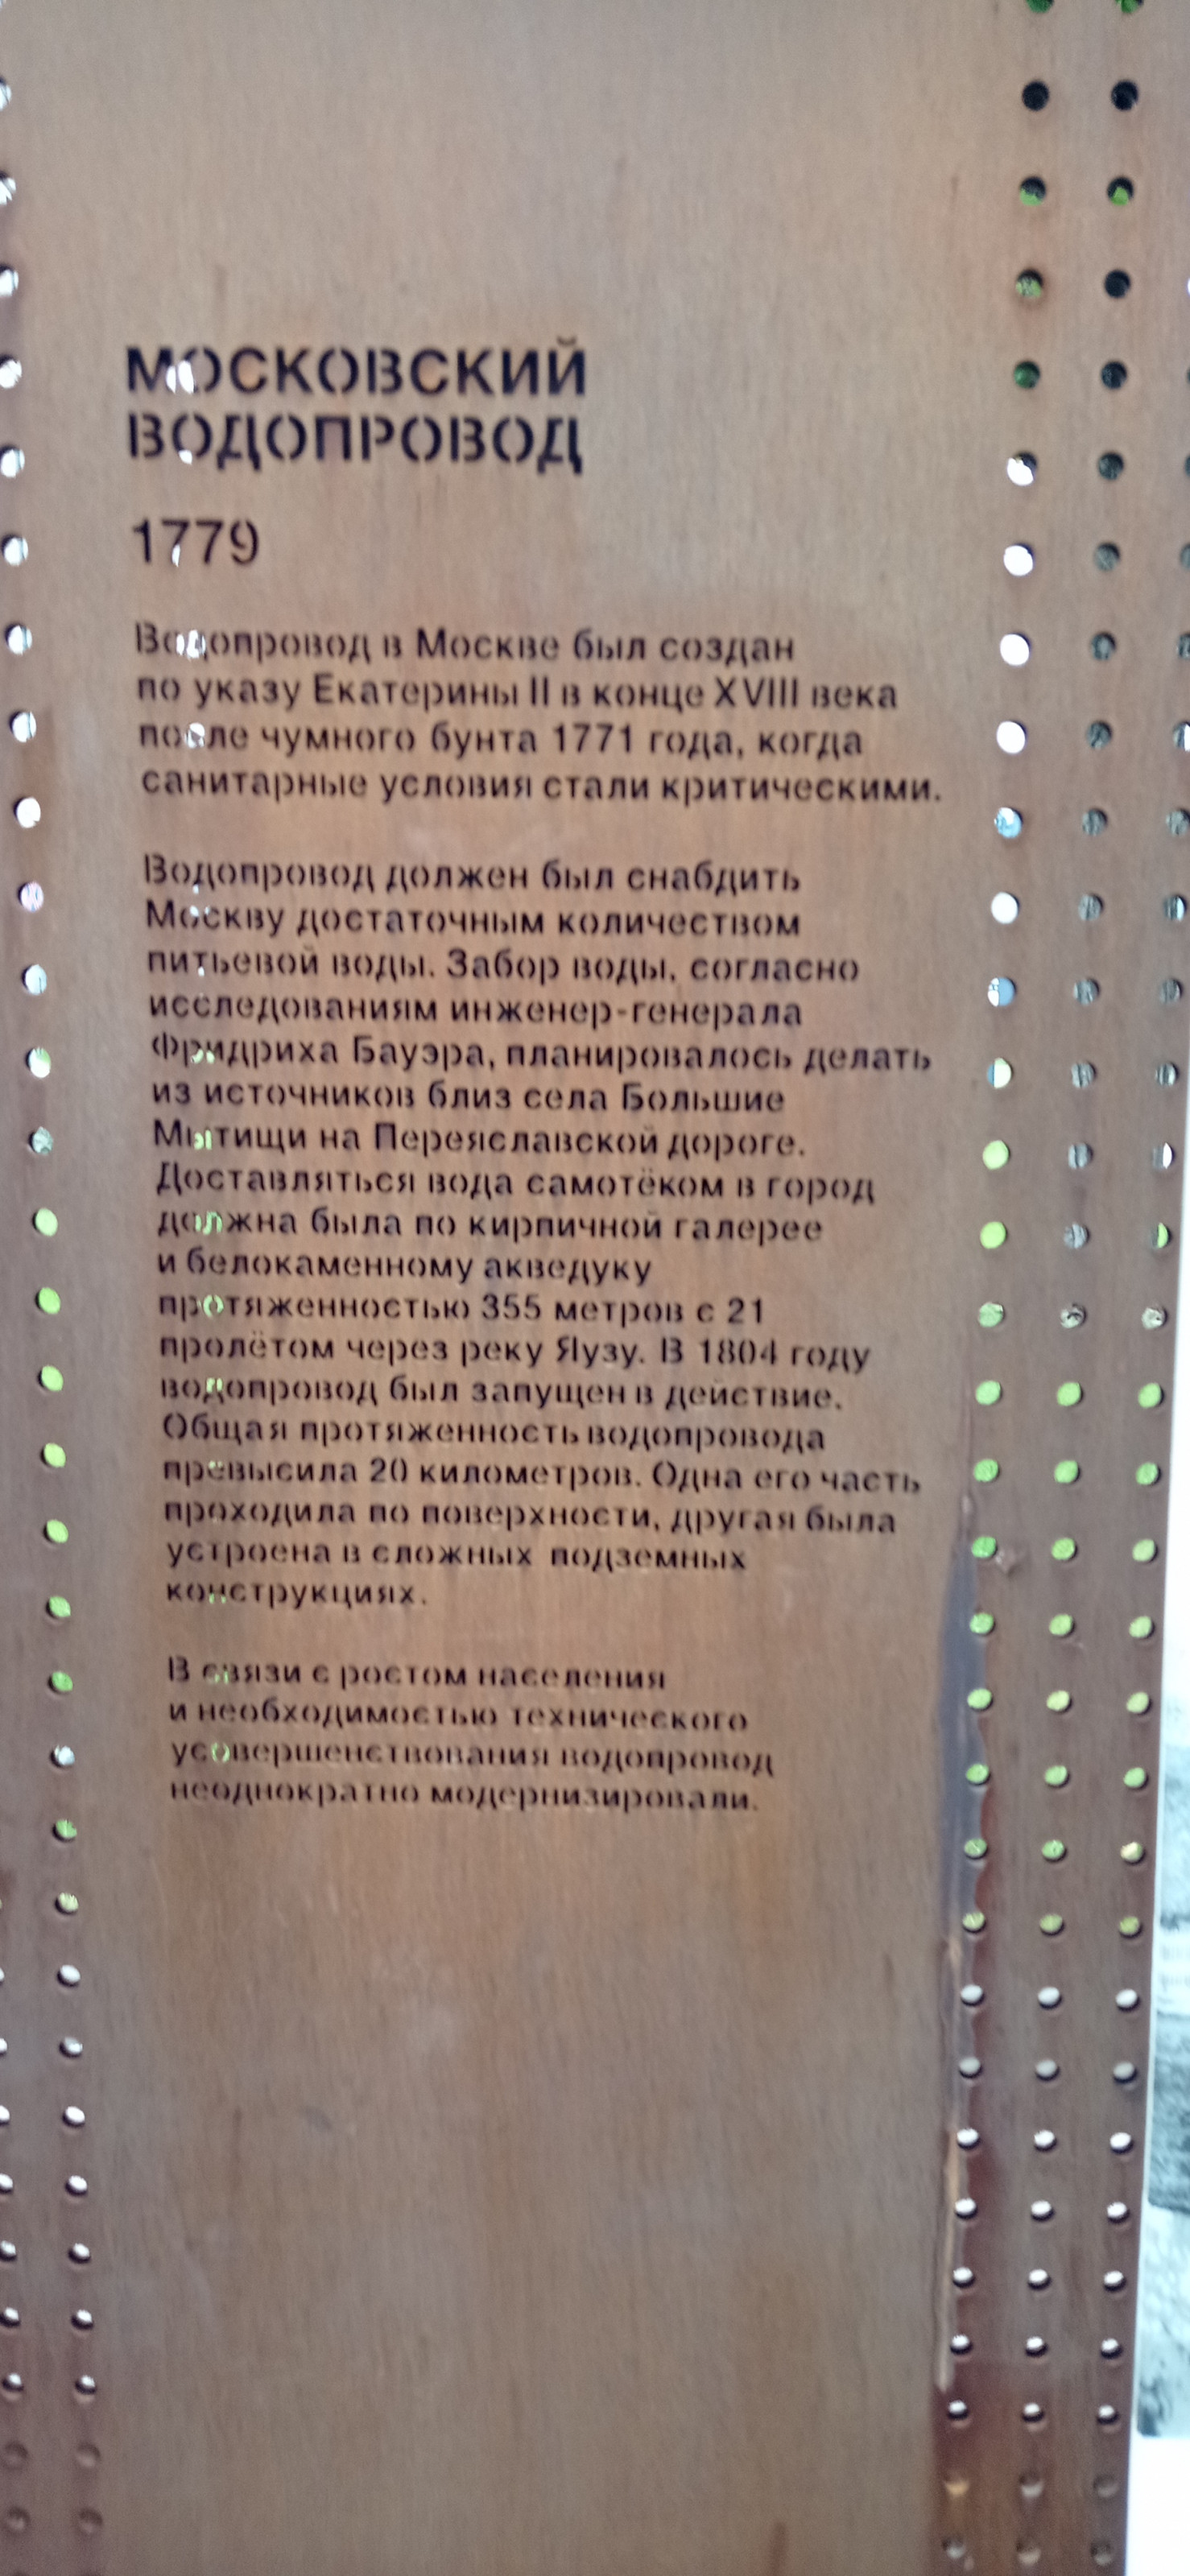 МОСКОВСКИЙ
ВОДОПРОВОД
1779
Водопровод в Москве был создан
по указу Екатерины II в конце XVIII века
после чумного бунта 1771 года, когда
санитарные условия стали критическими.
Водопровод должен был снабдить
Москву достаточным количеством
питьевой воды. Забор воды, согласно
исследованиям инженер-генерала
Фридриха Бауэра, планировалось делать
из источников близ села Большие
Мытищи на Переяславской дороге.
Доставляться вода самотёком в город
должна была по кирпичной галерее
и белокаменному акведуку
протяженностью 355 метров с 21
пролётом через реку Яузу. В 1804 году
водопровод был запущен в действие.
Общая протяженность водопровода
превысила 20 километров. Одна его часть
проходила по поверхности, другая была
устроена в сложных подземных
конструкциях.
В связи с ростом населения
и необходимостью технического
усовершенствования водопровод
неоднократно модернизировали.